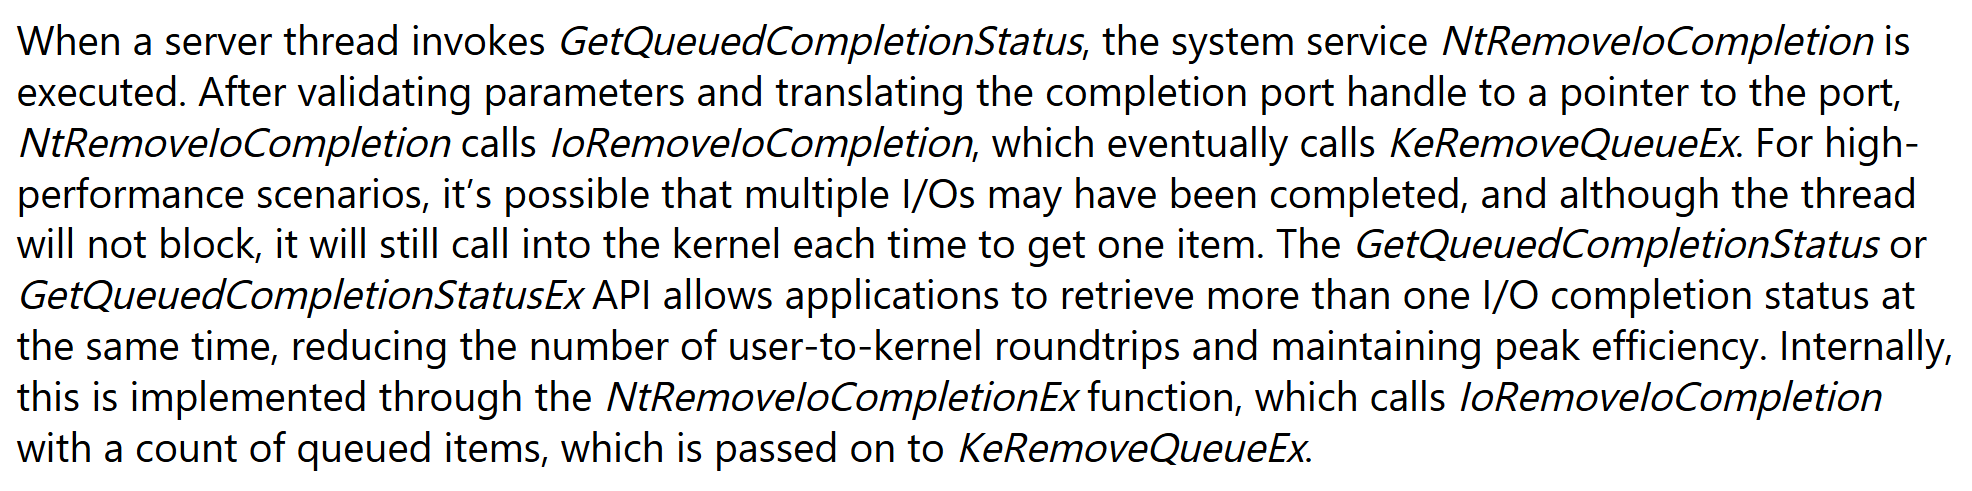 When a server thread invokes GetQueuedCompletionStatus, the system service NtRemoveIoCompletion is
executed. After validating parameters and translating the completion port handle to a pointer to the port,
NtRemoveIoCompletion calls IoRemoveIoCompletion, which eventually calls KeRemoveQueueEx. For high-
performance scenarios, it’s possible that multiple I/Os may have been completed, and although the thread
will not block, it will still call into the kernel each time to get one item. The GetQueuedCompletionStatus or
GetQueuedCompletionStatusEx API allows applications to retrieve more than one I/O completion status at
the same time, reducing the number of user-to-kernel roundtrips and maintaining peak efficiency. Internally,
this is implemented through the NtRemoveIoCompletionEx function, which calls IoRemoveIoCompletion
with a count of queued items, which is passed on to KeRemoveQueueEx.